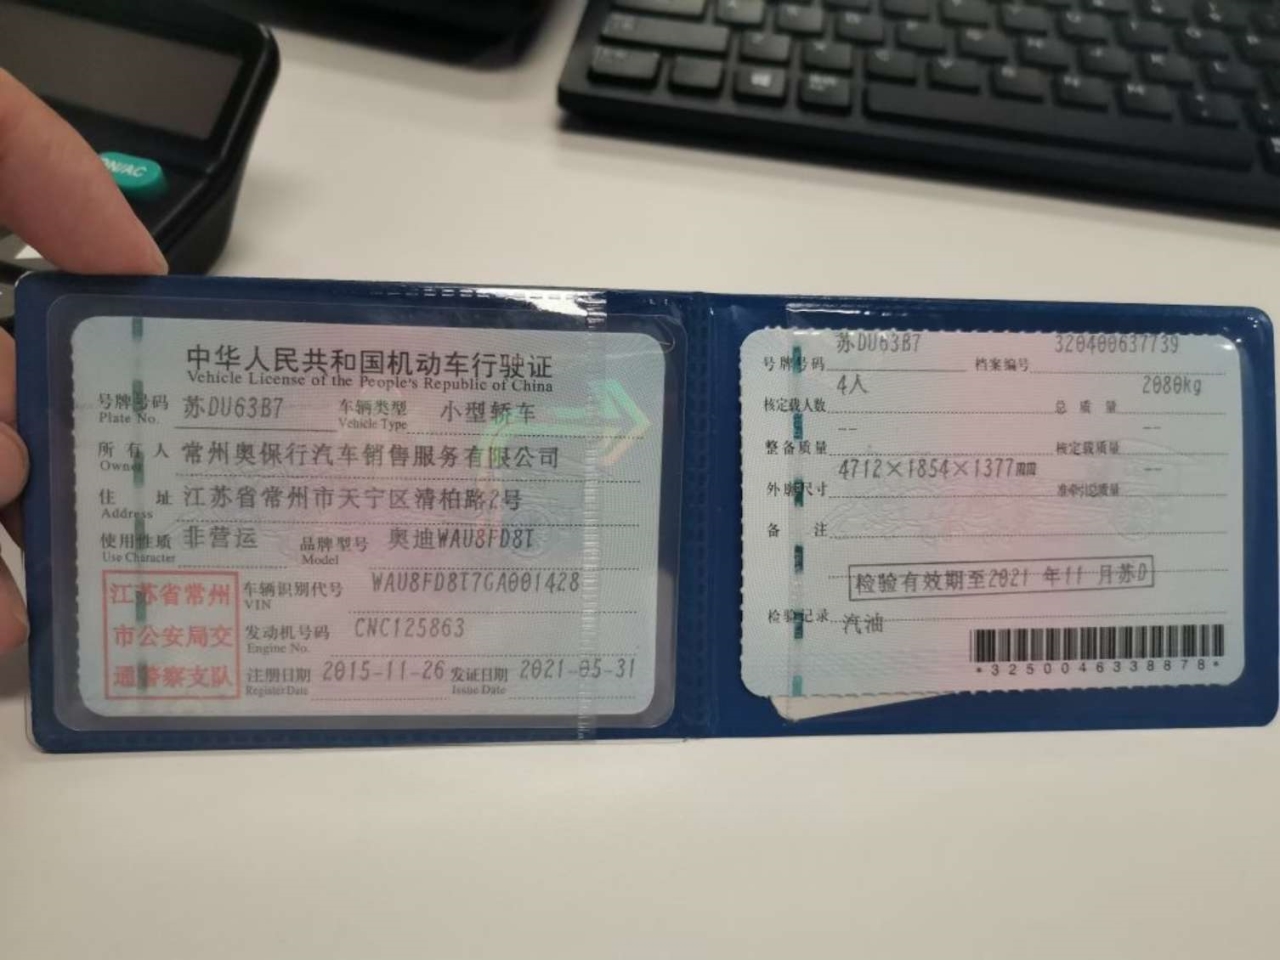 ON/AC
中华人民共和国机动车行驶证
Vehicle License of the People's Republic of China
号牌号码 苏DU63B7 车辆类型 小型轿车
Plate No. Vehicle Type
所有人 常州奥保行汽车销售服务有限公司
Owner
住址 江苏省常州市天宁区清柏路2号
Address
使用性质 非营运 品牌型号 奥迪WAU8FD8T
Use Character Model
江苏省常州
市公安局交
通警察支队
车辆识别代号 WAU8FD8T7GA001428
VIN
发动机号码 CNC125863
Engine No.
注册日期 2015-11-26 发证日期 2021-05-31
Register Date Issue Date
号牌号码 苏DU63B7 档案编号 320400637739
核定载人数 4人 总质量 2080kg
整备质量 -- 核定载质量 --
外廓尺寸 4712×1854×1377 准牵引总质量 --
备注
检验有效期至2021年11月苏D
检验记录 汽油
*3250046338878*